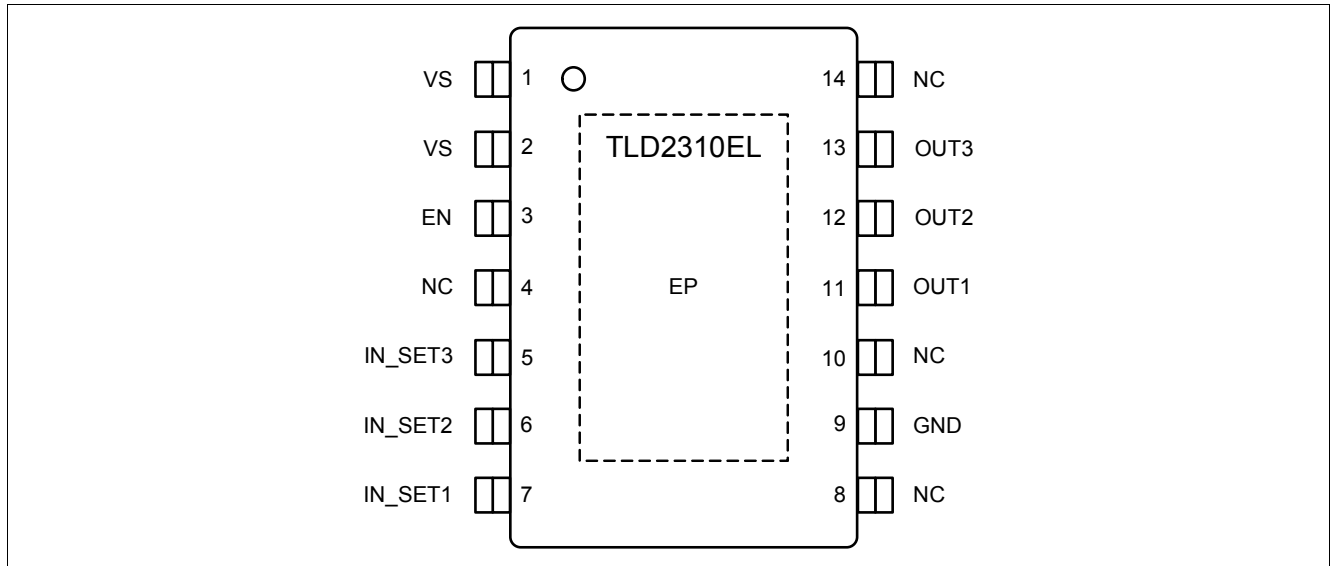 VS 1 14 NC
VS 2 TLD2310EL 13 OUT3
EN 3 12 OUT2
NC 4 EP 11 OUT1
IN_SET3 5 10 NC
IN_SET2 6 9 GND
IN_SET1 7 8 NC